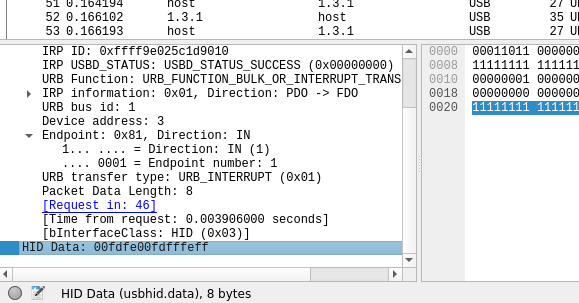 51 0.164194 host 1.3.1 USB 27 U
52 0.166102 1.3.1 host USB 35 U
53 0.166193 host 1.3.1 USB 27 U
IRP ID: 0xffff9e025c1d9010
IRP USBD_STATUS: USBD_STATUS_SUCCESS (0x00000000)
URB Function: URB_FUNCTION_BULK_OR_INTERRUPT_TRANS
IRP information: 0x01, Direction: PDO -> FDO
URB bus id: 1
Device address: 3
Endpoint: 0x81, Direction: IN
1... .... = Direction: IN (1)
.... 0001 = Endpoint number: 1
URB transfer type: URB_INTERRUPT (0x01)
Packet Data Length: 8
[Request in: 46]
[Time from request: 0.003906000 seconds]
[bInterfaceClass: HID (0x03)]
HID Data: 00fdfe00fdfffeff
0000 00011011 000000
0008 11111111 111111
0010 00000001 000000
0018 00000000 000000
0020 11111111 111111
HID Data (usbhid.data), 8 bytes